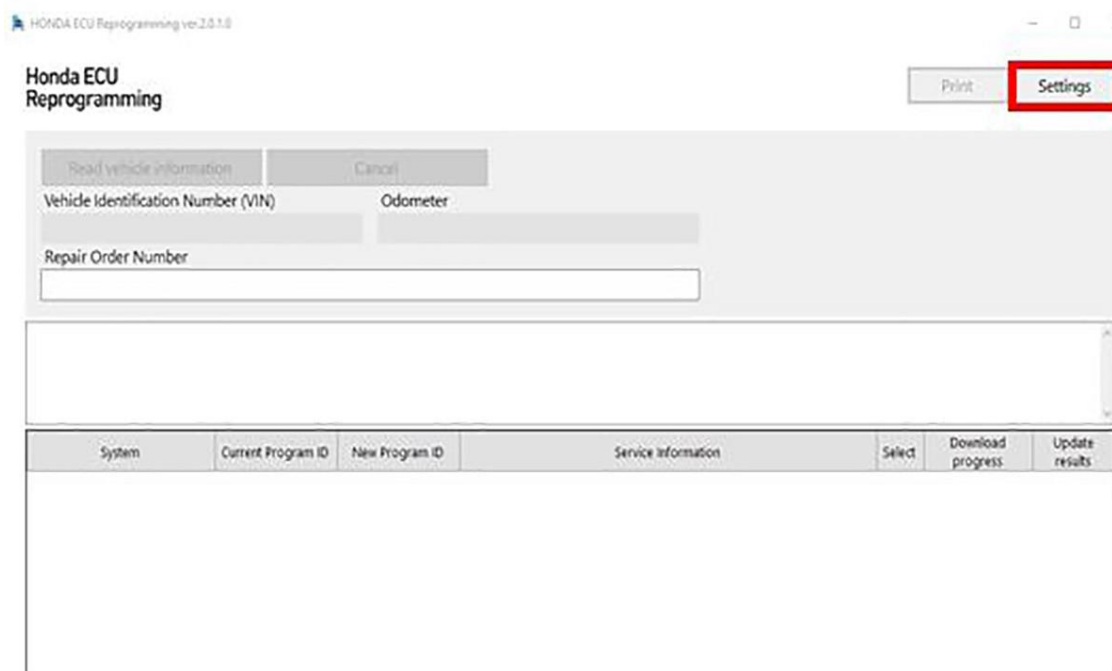 HONDA ECU Reprogramming ver.2.0.1.0
Honda ECU
Reprogramming
Print
Settings
Read vehicle information
Cancel
Vehicle Identification Number (VIN)
Odometer
Repair Order Number
System
Current Program ID
New Program ID
Service Information
Select
Download
progress
Update
results